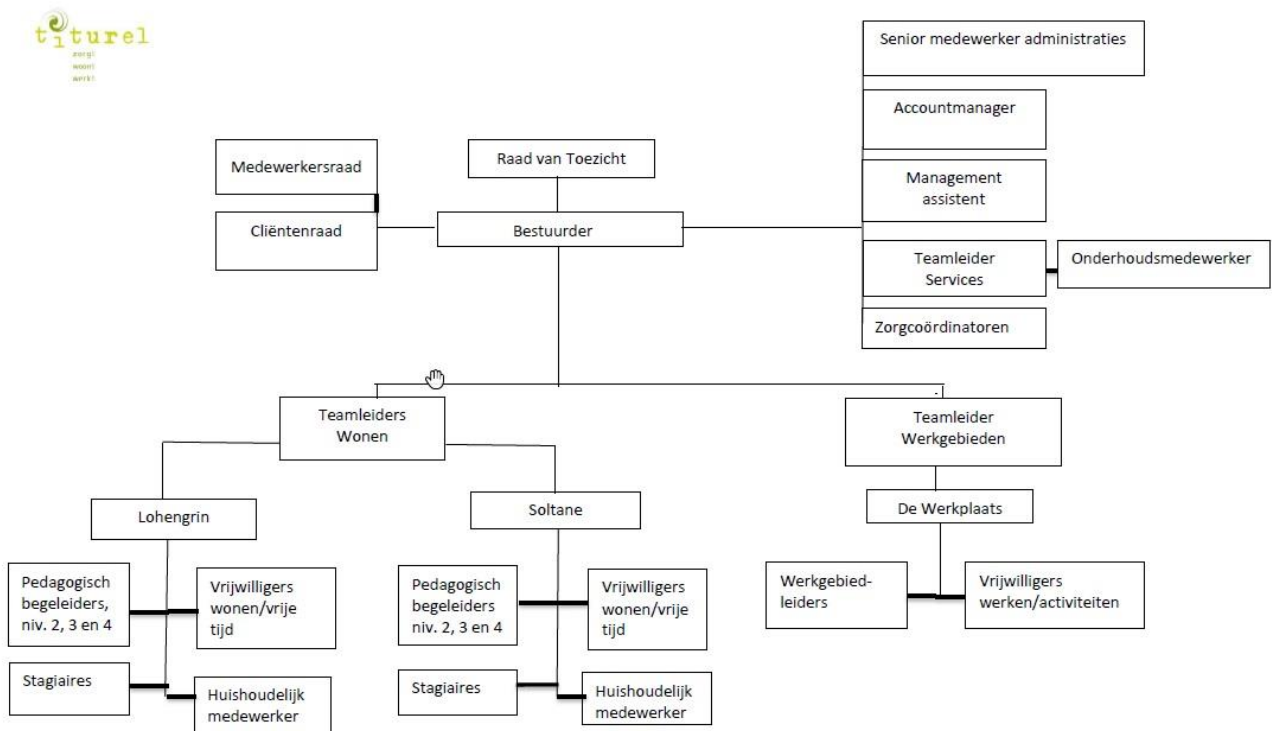 titurel
zorgt
woont
werkt
Senior medewerker administraties
Accountmanager
Medewerkersraad
Raad van Toezicht
Management
assistent
Cliëntenraad
Bestuurder
Teamleider
Services
Onderhoudsmedewerker
Zorgcoördinatoren
Teamleiders
Wonen
Teamleider
Werkgebieden
Lohengrin
Soltane
De Werkplaats
Pedagogisch
begeleiders,
niv. 2, 3 en 4
Vrijwilligers
wonen/vrije
tijd
Pedagogisch
begeleiders
niv. 2, 3 en 4
Vrijwilligers
wonen/vrije
tijd
Werkgebied-
leiders
Vrijwilligers
werken/activiteiten
Stagiaires
Huishoudelijk
medewerker
Stagiaires
Huishoudelijk
medewerker